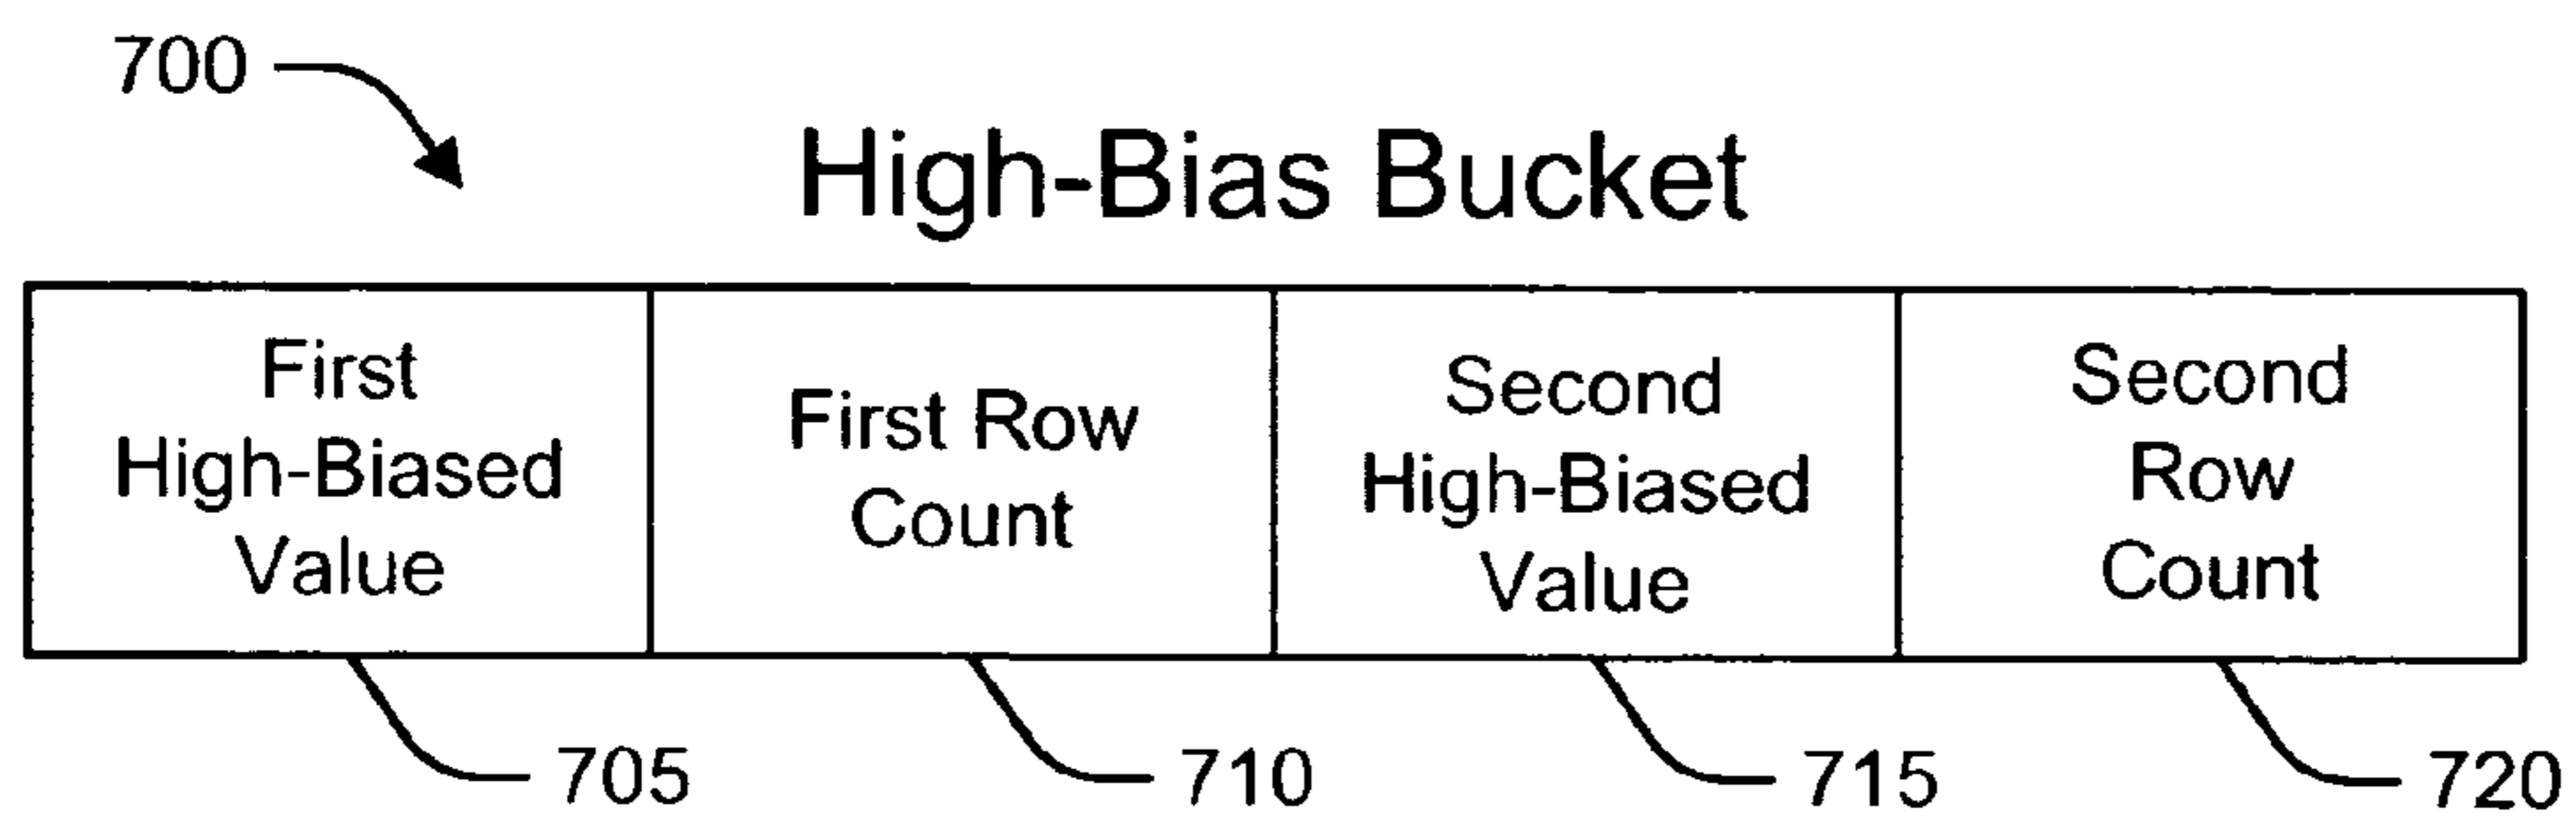 700
High-Bias Bucket
First
High-Biased
Value
First Row
Count
Second
High-Biased
Value
Second
Row
Count
705
710
715
720